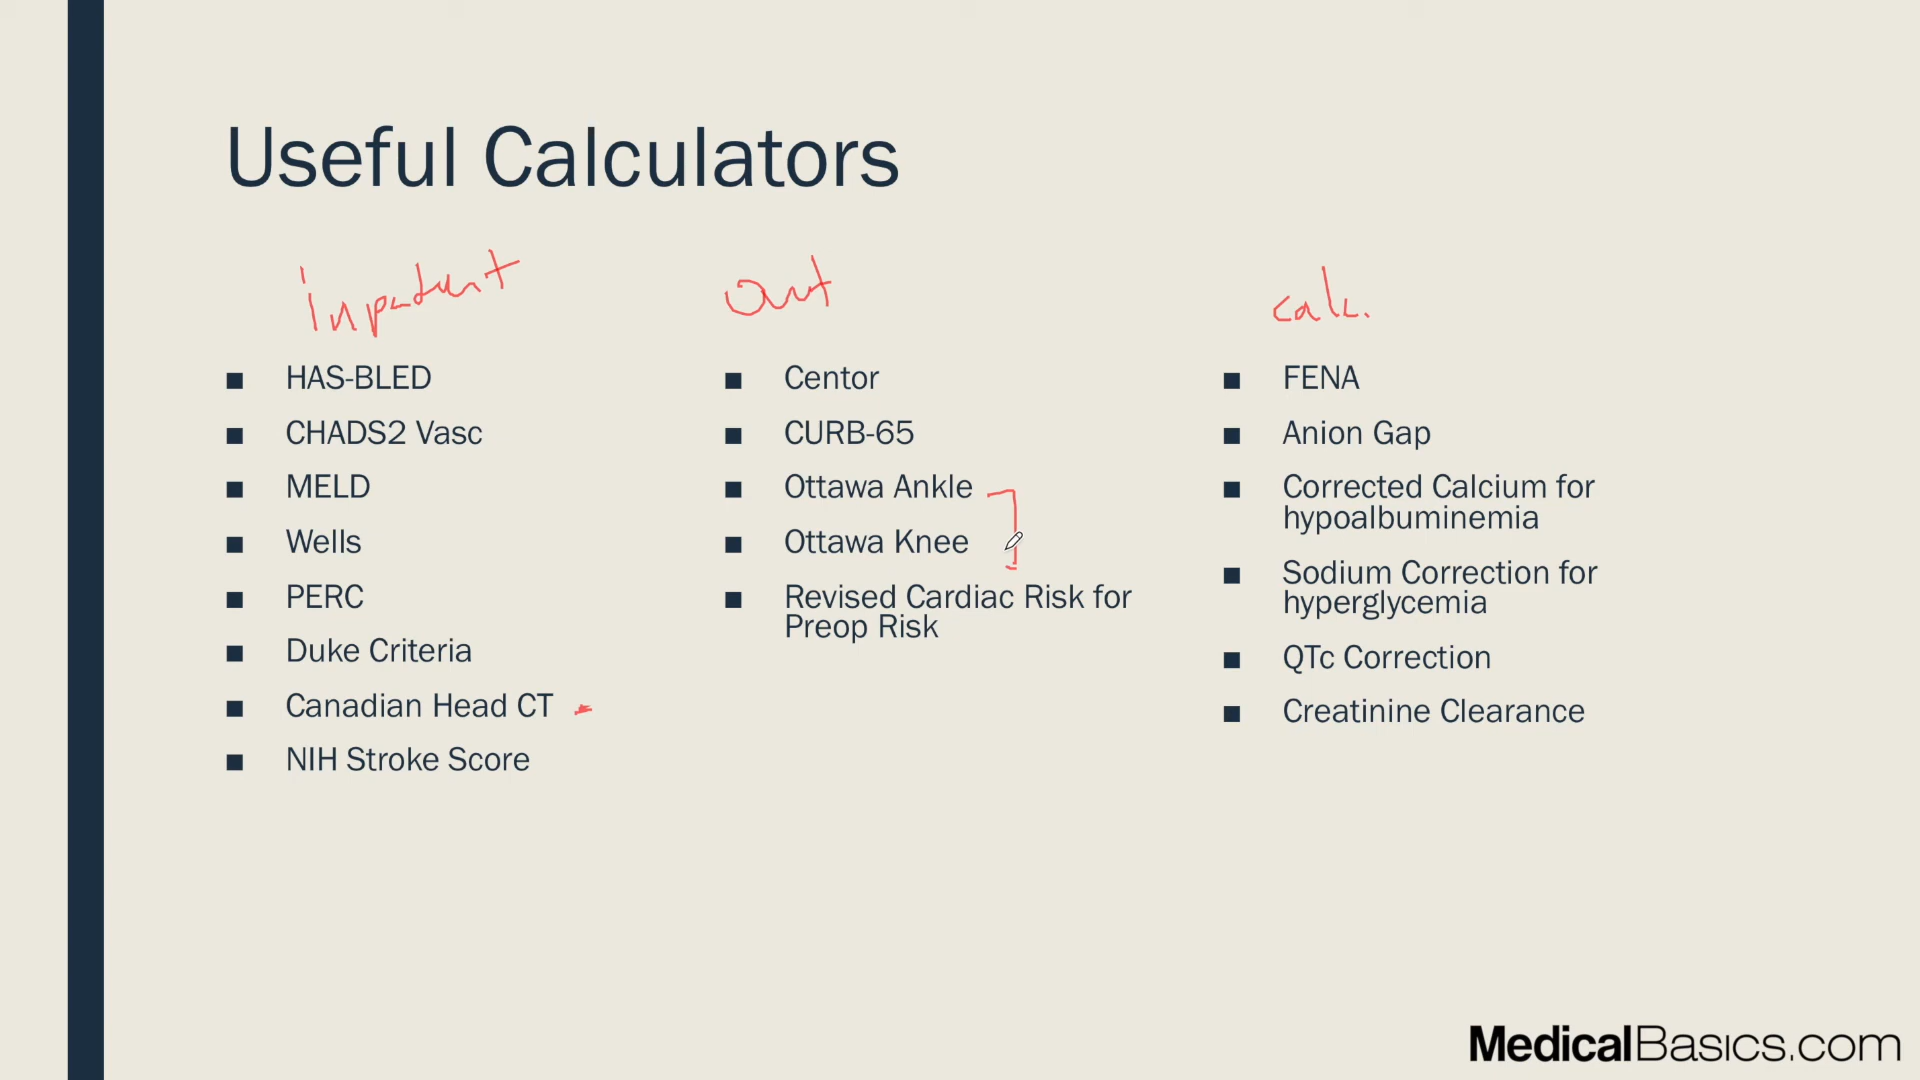 Useful Calculators
inpatient
out
calc.
HAS-BLED
CHADS2 Vasc
MELD
Wells
PERC
Duke Criteria
Canadian Head CT
NIH Stroke Score
Centor
CURB-65
Ottawa Ankle
Ottawa Knee
Revised Cardiac Risk for
Preop Risk
FENA
Anion Gap
Corrected Calcium for
hypoalbuminemia
Sodium Correction for
hyperglycemia
QTc Correction
Creatinine Clearance
MedicalBasics.com